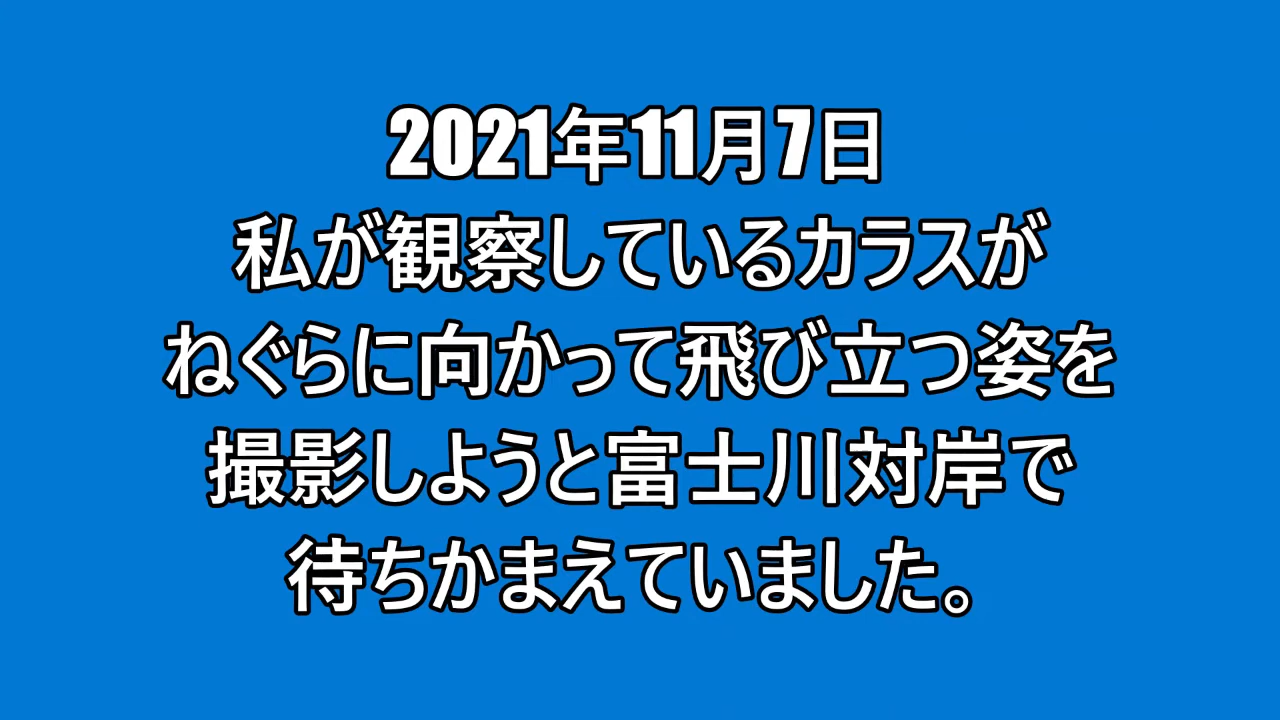 2021年11月7日
私が観察しているカラスが
ねぐらに向かって飛び立つ姿を
撮影しようと富士川対岸で
待ちかまえていました。